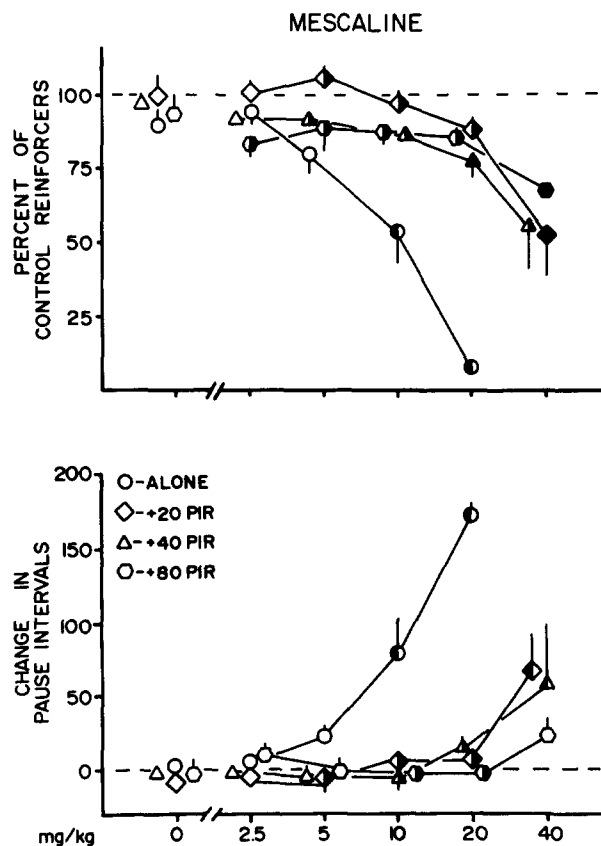 MESCALINE
PERCENT OF
CONTROL REINFORCERS
100
75
50
25
CHANGE IN
PAUSE INTERVALS
200
150
100
50
0
-ALONE
-+20 PIR
-+40 PIR
-+80 PIR
mg/kg
0
2.5
5
10
20
40